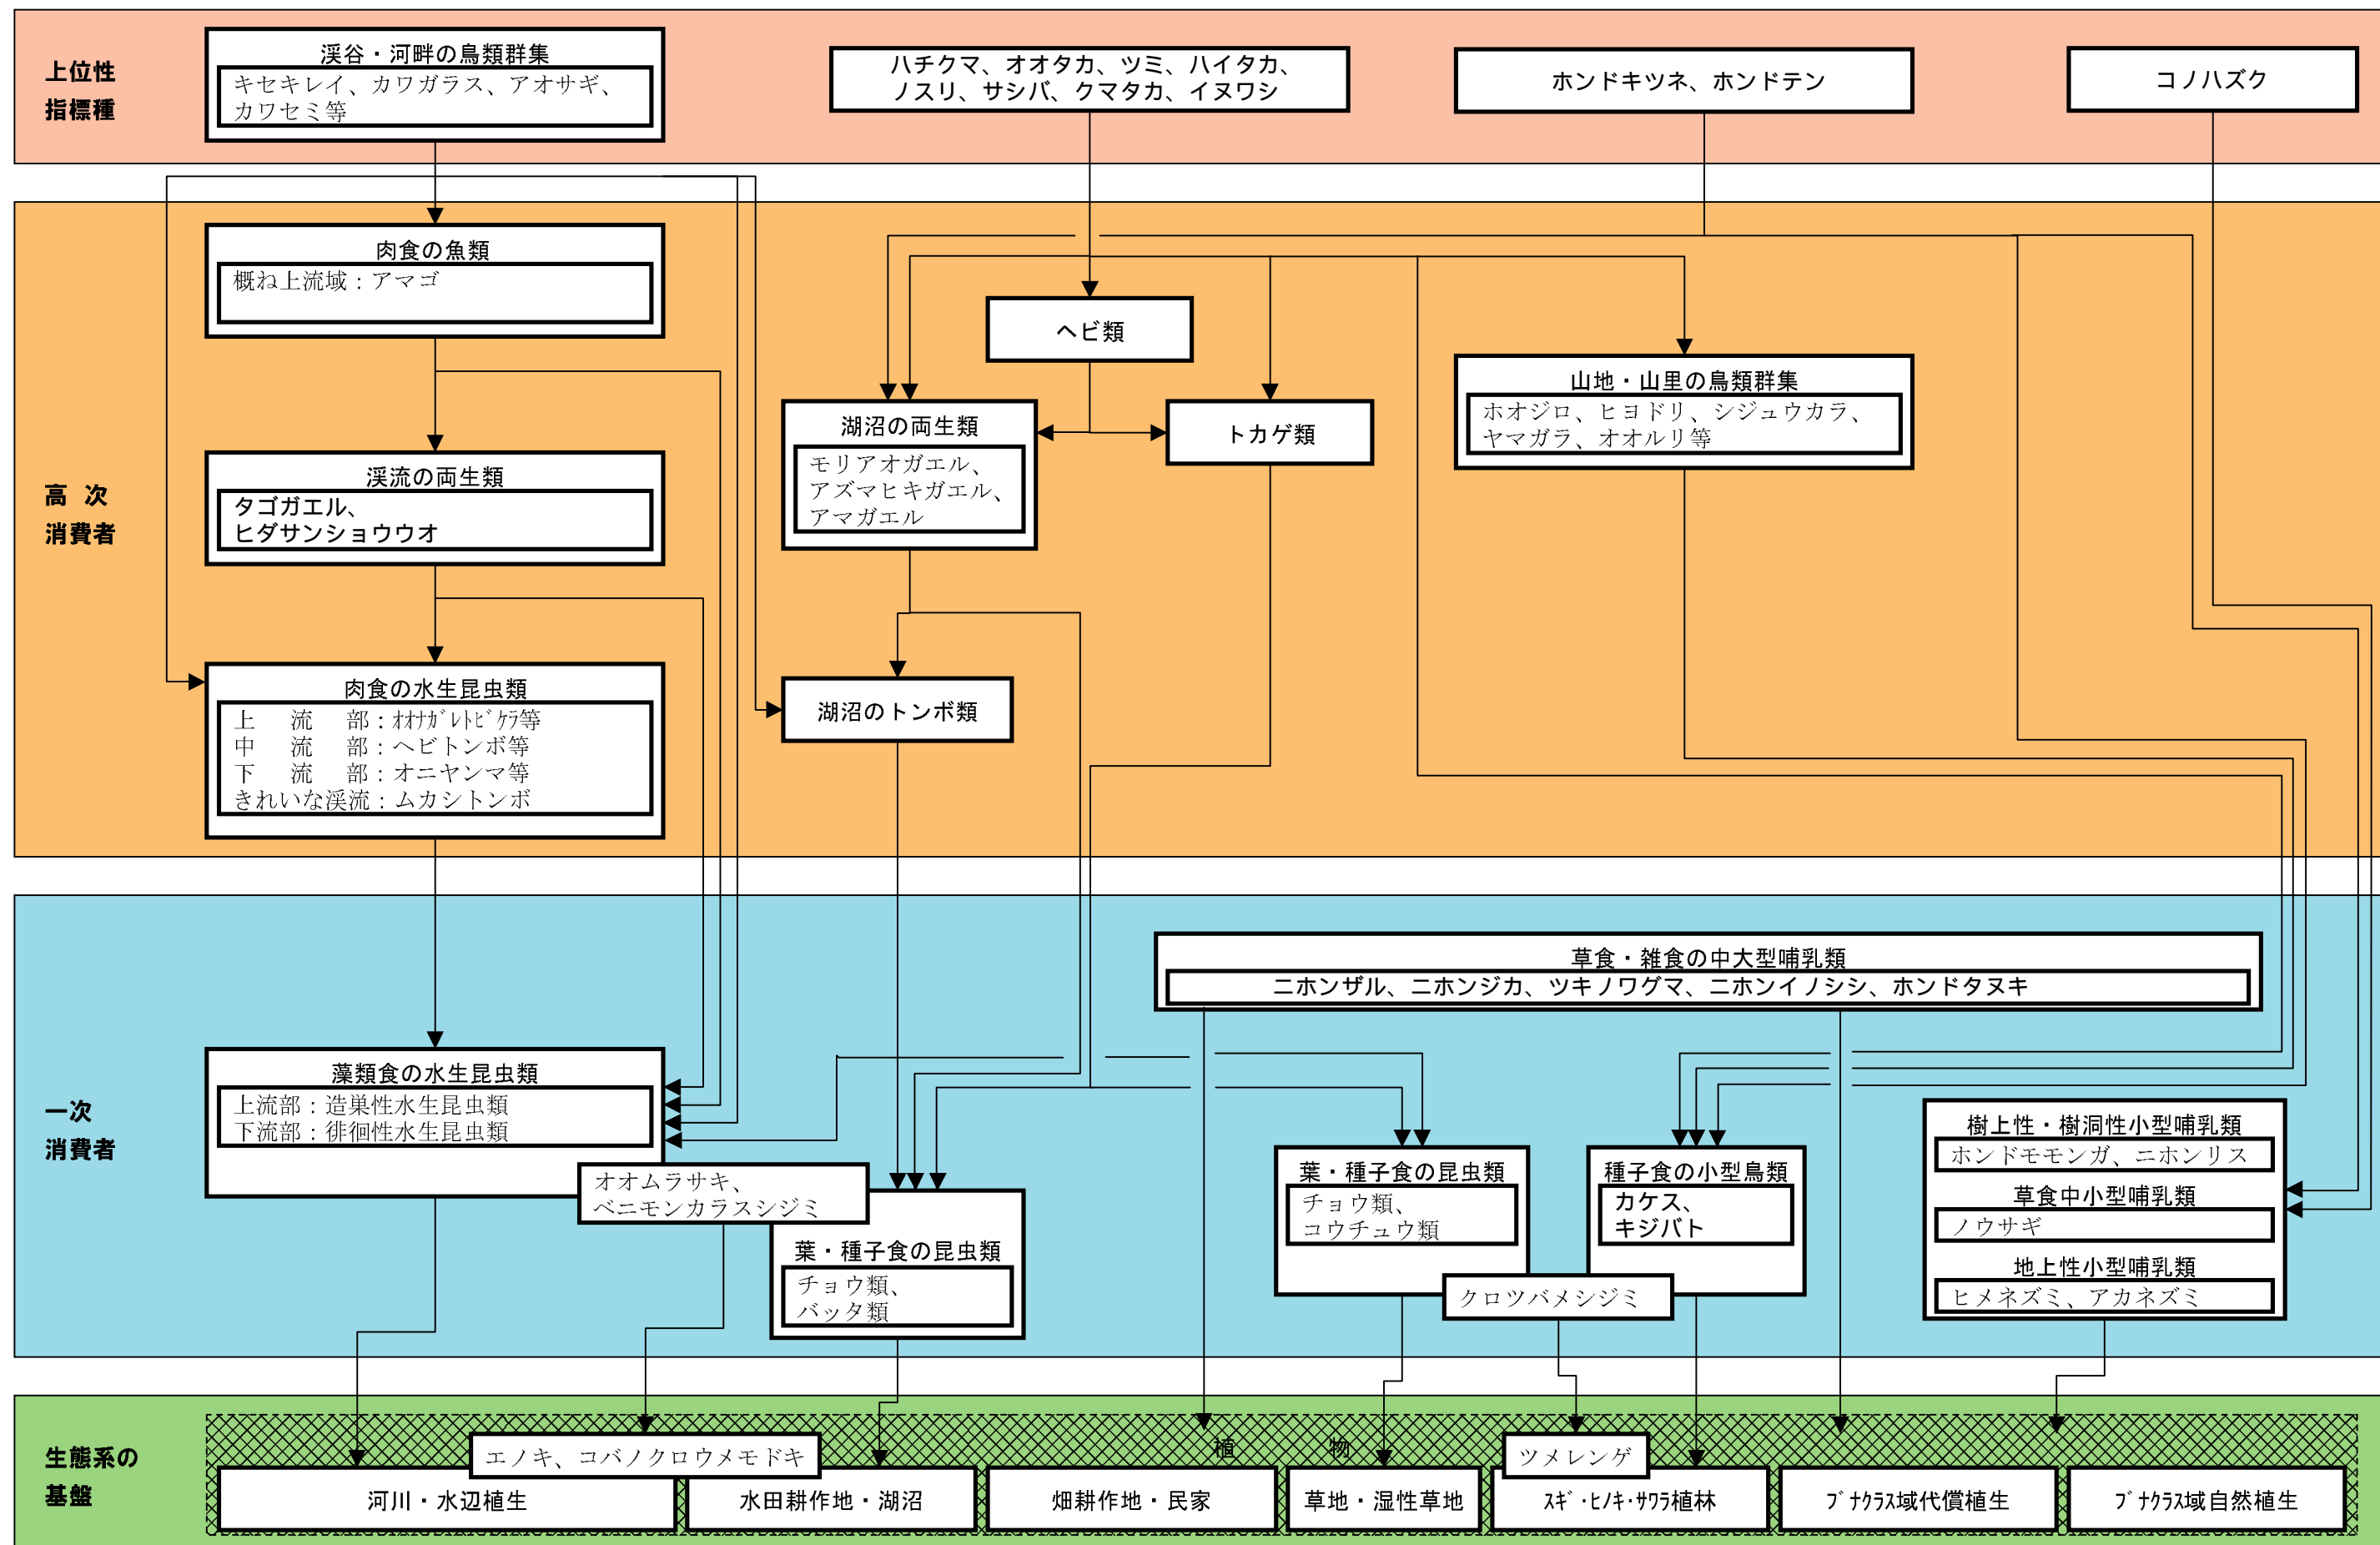 上位性
指標種
渓谷・河畔の鳥類群集
キセキレイ、カワガラス、アオサギ、
カワセミ等
ハチクマ、オオタカ、ツミ、ハイタカ、
ノスリ、サシバ、クマタカ、イヌワシ
ホンドキツネ、ホンドテン
コノハズク
高 次
消費者
肉食の魚類
概ね上流域：アマゴ
ヘビ類
山地・山里の鳥類群集
ホオジロ、ヒヨドリ、シジュウカラ、
ヤマガラ、オオルリ等
湖沼の両生類
モリアオガエル、
アズマヒキガエル、
アマガエル
トカゲ類
渓流の両生類
タゴガエル、
ヒダサンショウウオ
肉食の水生昆虫類
上 流 部：ｵｵﾅｶﾞﾚﾄﾋﾞｹﾗ等
中 流 部：ヘビトンボ等
下 流 部：オニヤンマ等
きれいな渓流：ムカシトンボ
湖沼のトンボ類
一次
消費者
草食・雑食の中大型哺乳類
ニホンザル、ニホンジカ、ツキノワグマ、ニホンイノシシ、ホンドタヌキ
藻類食の水生昆虫類
上流部：造巣性水生昆虫類
下流部：徘徊性水生昆虫類
オオムラサキ、
ベニモンカラスシジミ
葉・種子食の昆虫類
チョウ類、
バッタ類
葉・種子食の昆虫類
チョウ類、
コウチュウ類
種子食の小型鳥類
カケス、
キジバト
クロツバメシジミ
樹上性・樹洞性小型哺乳類
ホンドモモンガ、ニホンリス
草食中小型哺乳類
ノウサギ
地上性小型哺乳類
ヒメネズミ、アカネズミ
生態系の
基盤
植 物
エノキ、コバノクロウメモドキ
ツメレンゲ
河川・水辺植生
水田耕作地・湖沼
畑耕作地・民家
草地・湿性草地
ｽｷﾞ・ﾋﾉｷ・ｻﾜﾗ植林
ﾌﾞﾅｸﾗｽ域代償植生
ﾌﾞﾅｸﾗｽ域自然植生